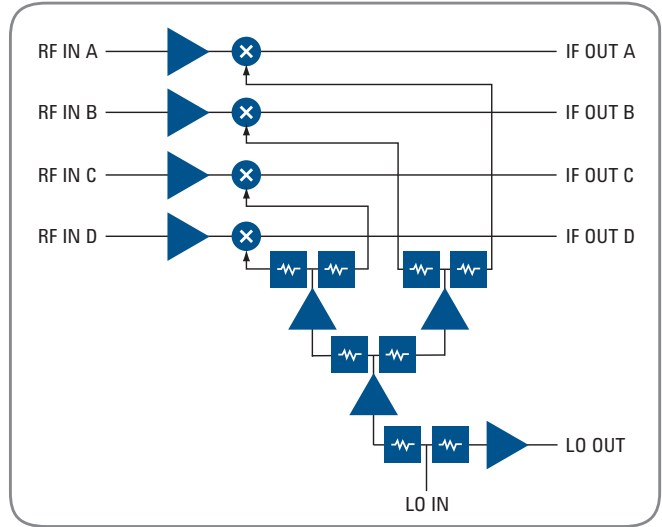 RF IN A
IF OUT A
RF IN B
IF OUT B
RF IN C
IF OUT C
RF IN D
IF OUT D
LO OUT
LO IN